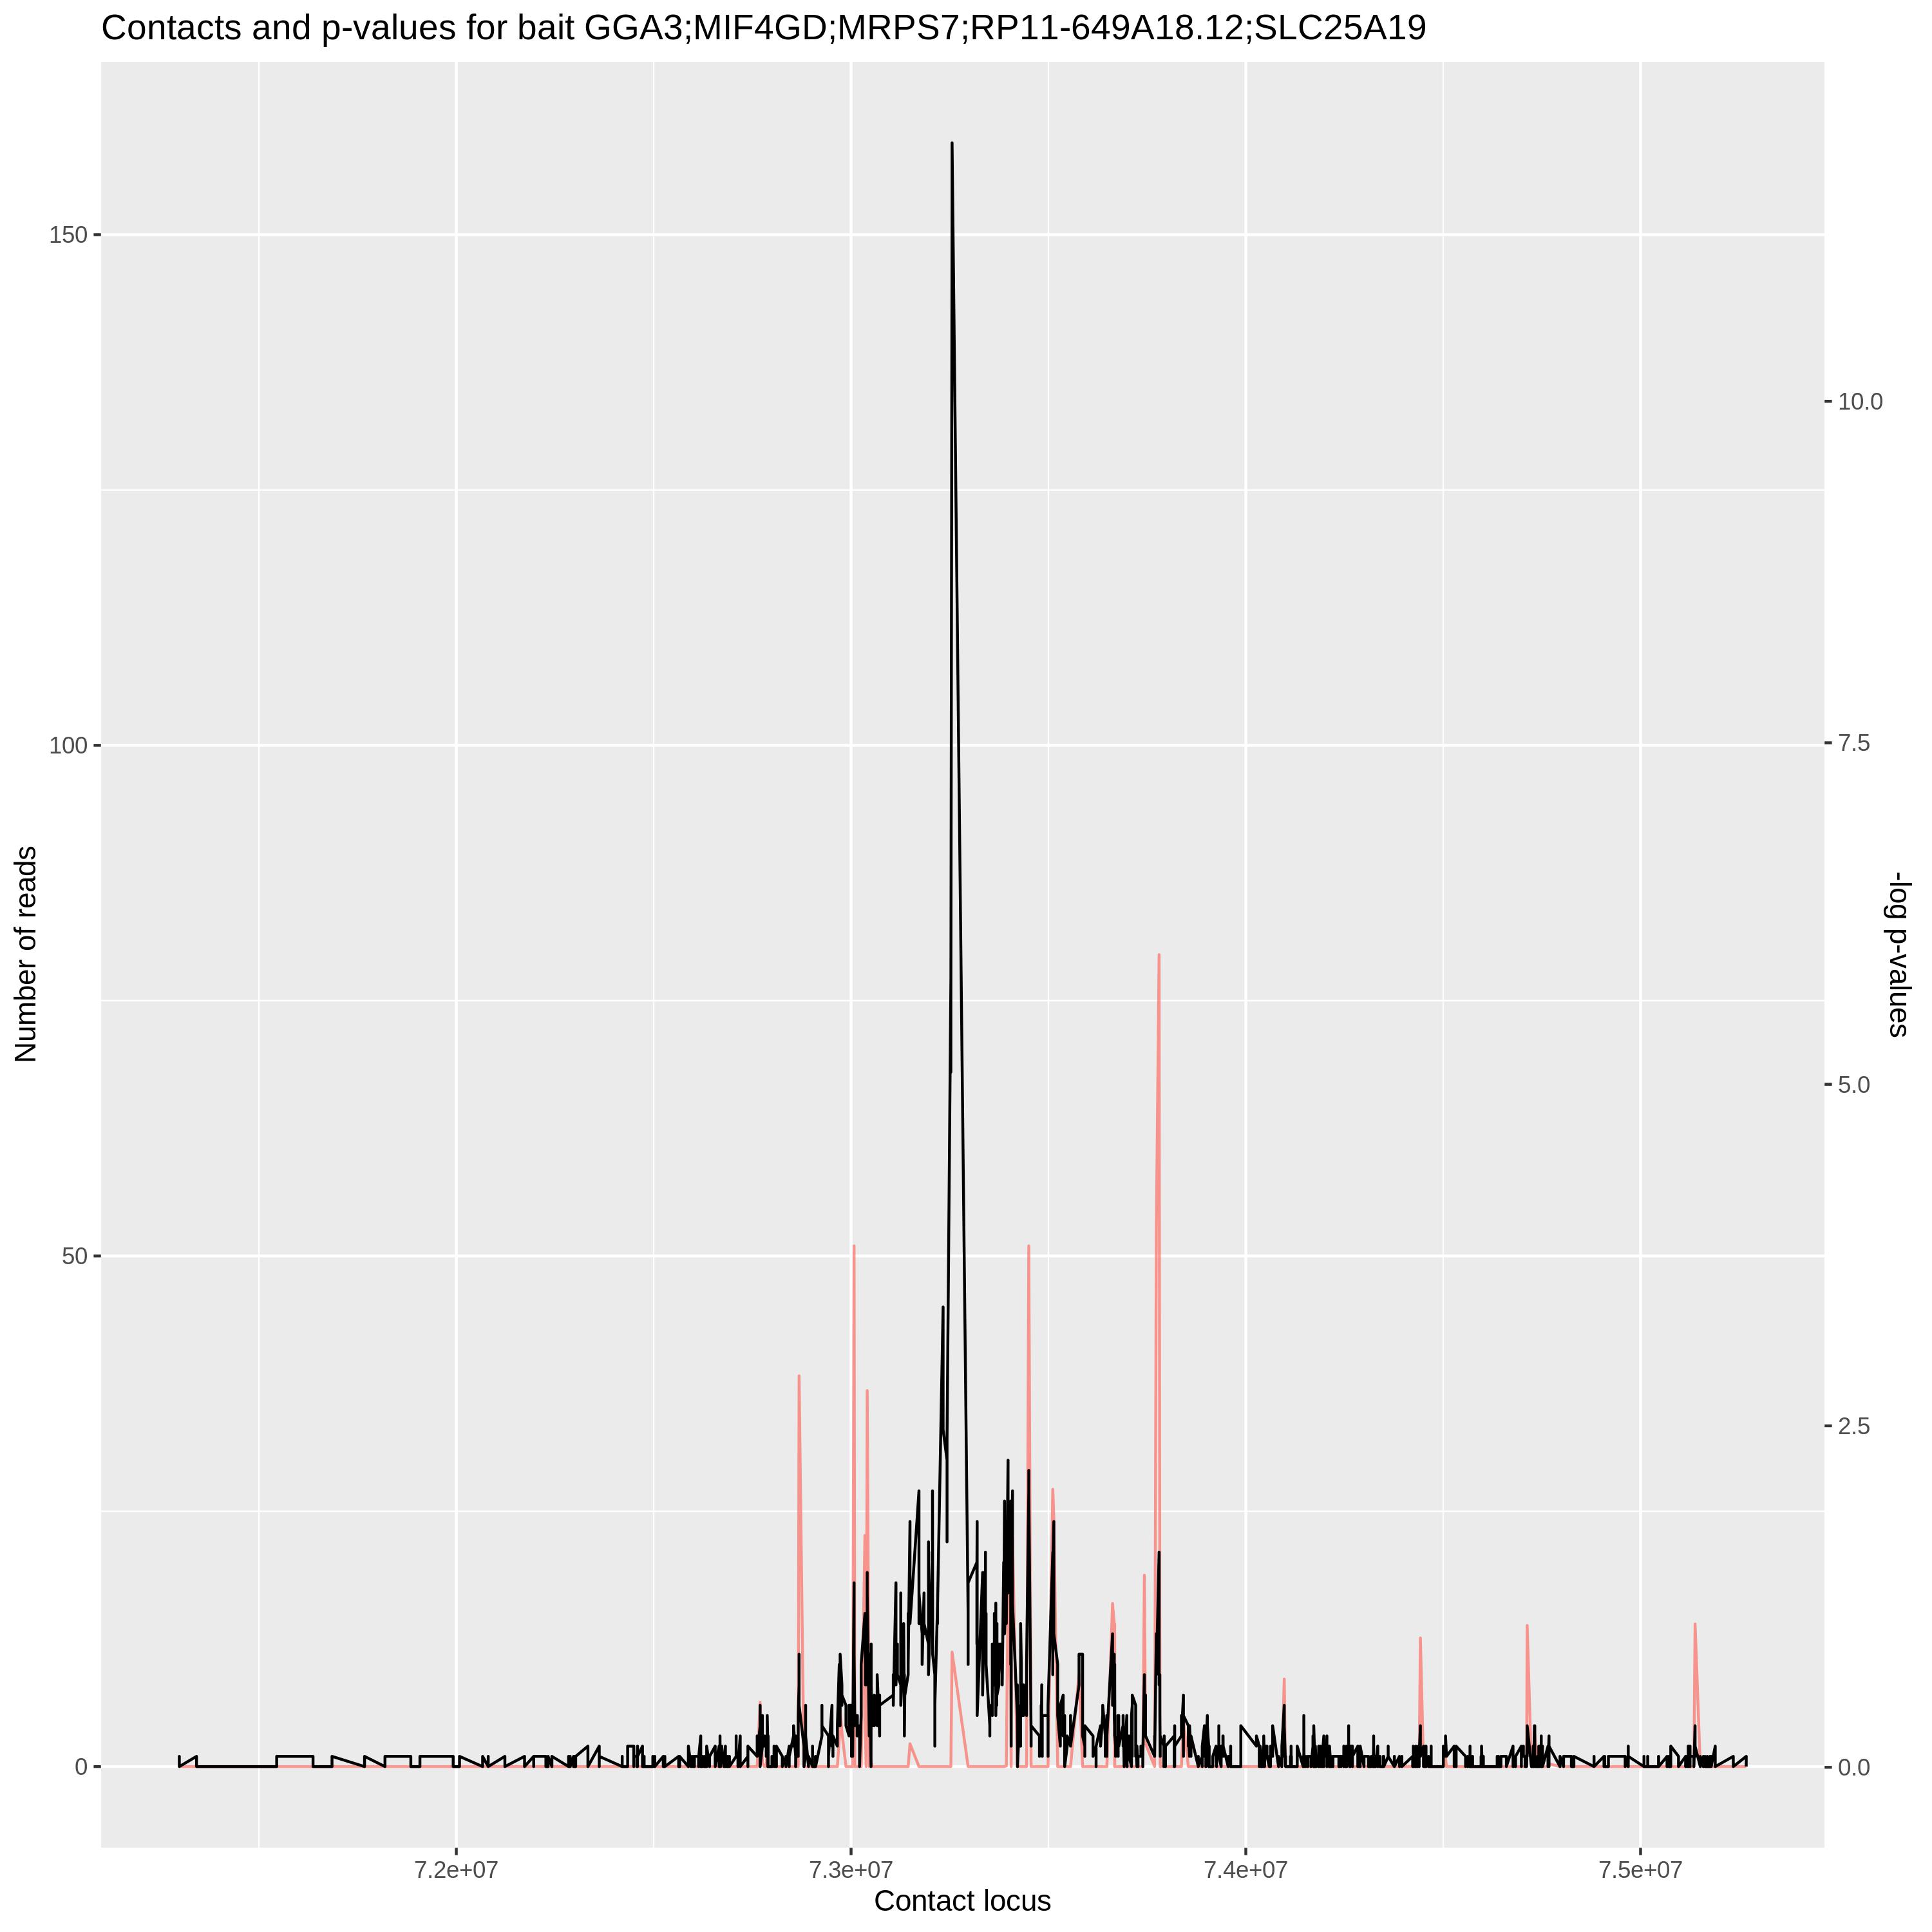 Contacts and p-values for bait GGA3;MIF4GD;MRPS7;RP11-649A18.12;SLC25A19
150
100
50
0
Number of reads
10.0
7.5
5.0
2.5
0.0
-log p-values
7.2e+07 7.3e+07 7.4e+07 7.5e+07
Contact locus